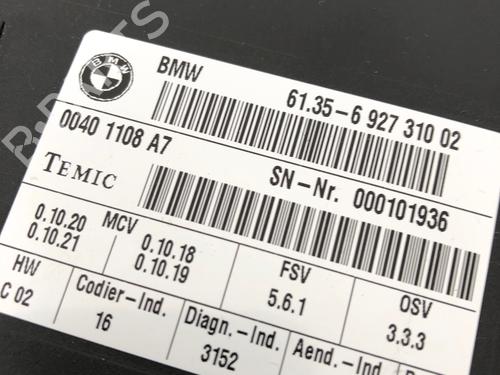 BMW
BMW
61.35-6 927 310 02
0040 1108 A7
TEMIC
SN-Nr. 000101936
0.10.20
0.10.21
MCV
0.10.18
0.10.19
FSV
5.6.1
OSV
3.3.3
HW
C 02
Codier-Ind.
16
Diagn.-Ind.
3152
Aend.-Ind.